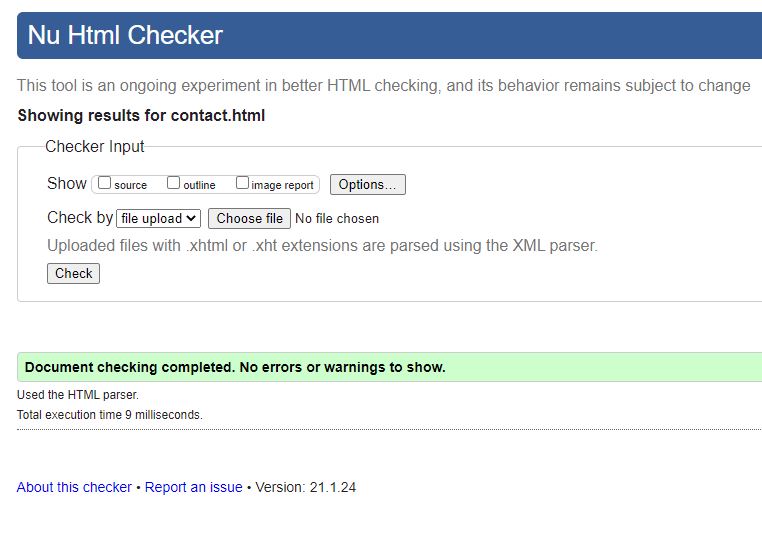 Nu Html Checker
This tool is an ongoing experiment in better HTML checking, and its behavior remains subject to change
Showing results for contact.html
Checker Input
Show source outline image report Options...
Check by file upload Choose file No file chosen
Uploaded files with .xhtml or .xht extensions are parsed using the XML parser.
Check
Document checking completed. No errors or warnings to show.
Used the HTML parser.
Total execution time 9 milliseconds.
About this checker • Report an issue • Version: 21.1.24